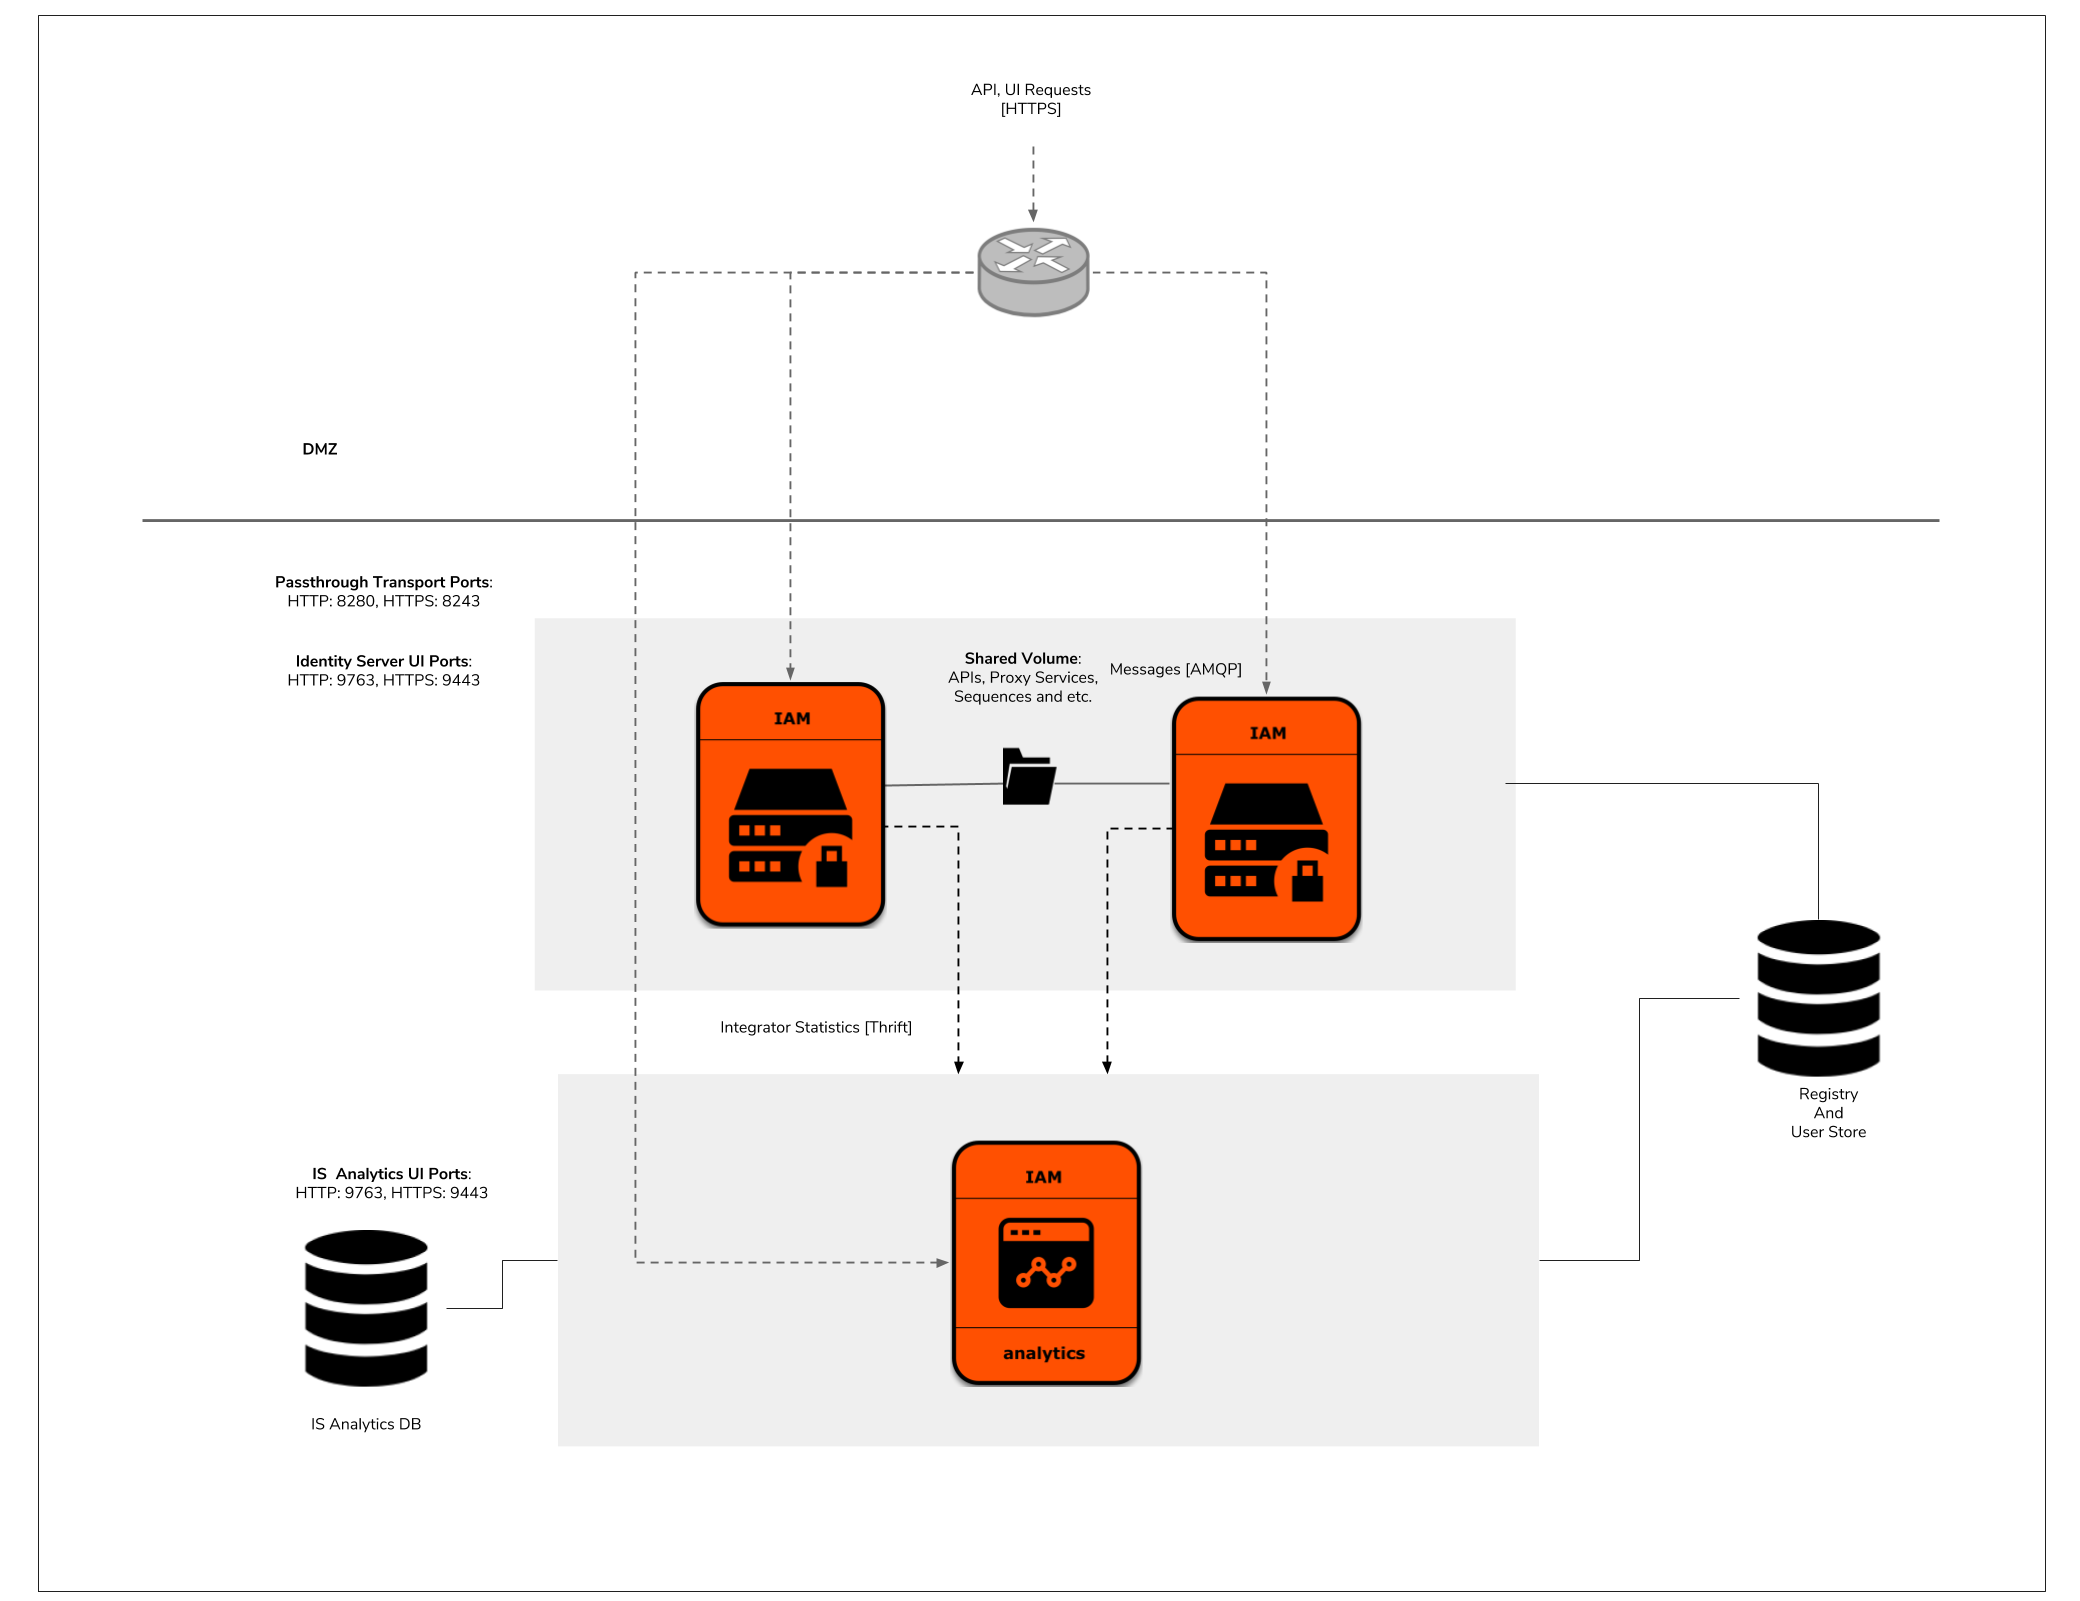 API, UI Requests
[HTTPS]
DMZ
Passthrough Transport Ports:
HTTP: 8280, HTTPS: 8243
Identity Server UI Ports:
HTTP: 9763, HTTPS: 9443
Shared Volume:
APIs, Proxy Services,
Sequences and etc.
Messages [AMQP]
IAM
IAM
Integrator Statistics [Thrift]
Registry
And
User Store
IS  Analytics UI Ports:
HTTP: 9763, HTTPS: 9443
IAM
analytics
IS Analytics DB